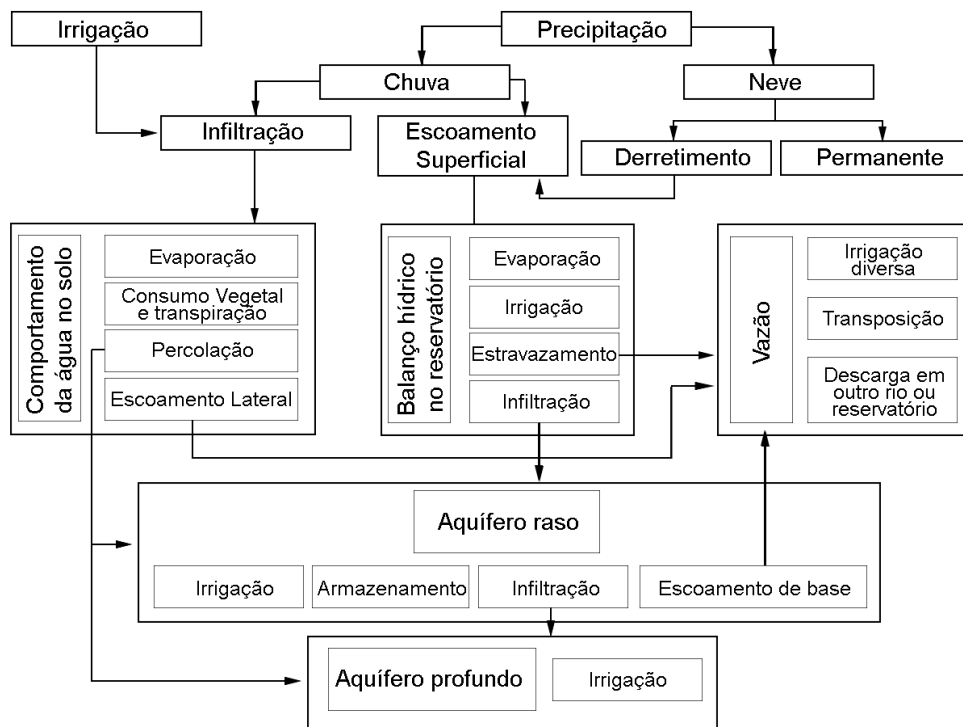 Irrigação
Precipitação
Chuva
Neve
Infiltração
Escoamento
Superficial
Derretimento
Permanente
Comportamento
da água no solo
Evaporação
Consumo Vegetal
e transpiração
Percolação
Escoamento Lateral
Balanço hídrico
no reservatório
Evaporação
Irrigação
Estravazamento
Infiltração
Vazão
Irrigação
diversa
Transposição
Descarga em
outro rio ou
reservatório
Aquífero raso
Irrigação
Armazenamento
Infiltração
Escoamento de base
Aquífero profundo
Irrigação